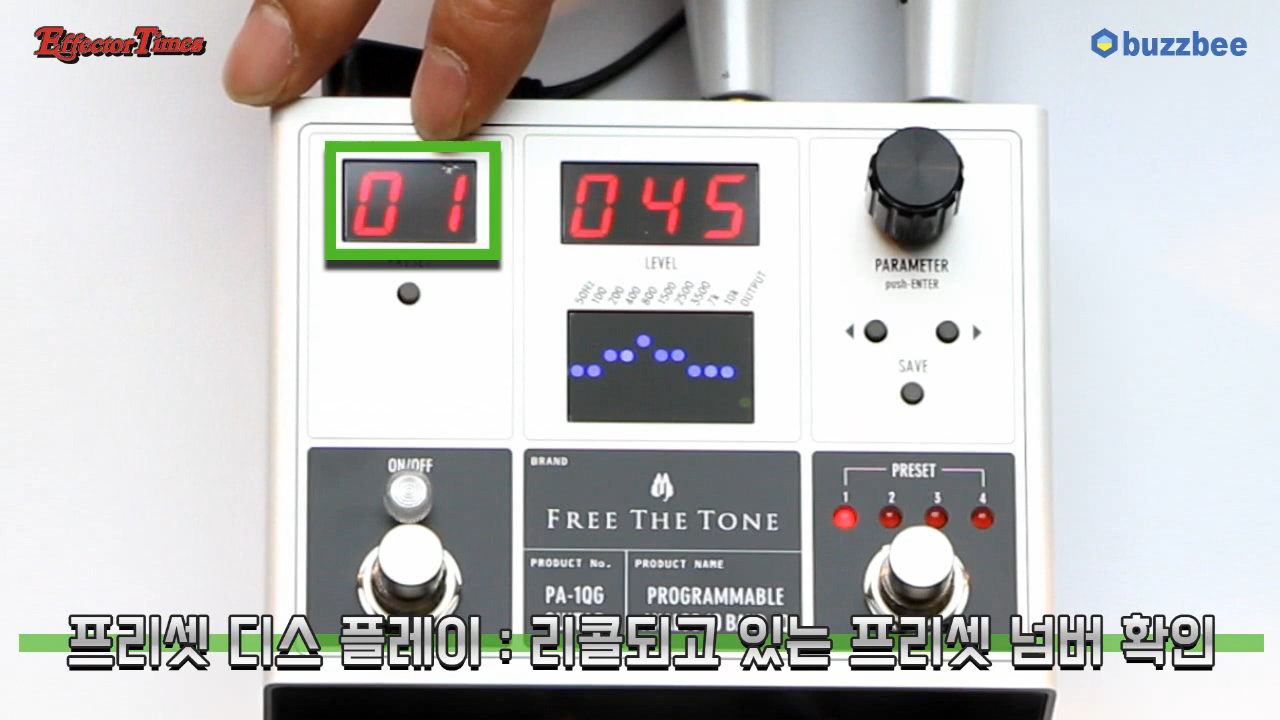 Effector Times
buzzbee
01
045
LEVEL
50Hz 100 200 400 800 1500 2500 3500 7k 10k OUTPUT
PARAMETER
push-ENTER
SAVE
ON/OFF
BRAND
FREE THE TONE
PRODUCT No.
PA-1QG
PRODUCT NAME
PROGRAMMABLE
PRESET
1 2 3 4
프리셋 디스 플레이 : 리콜되고 있는 프리셋 넘버 확인